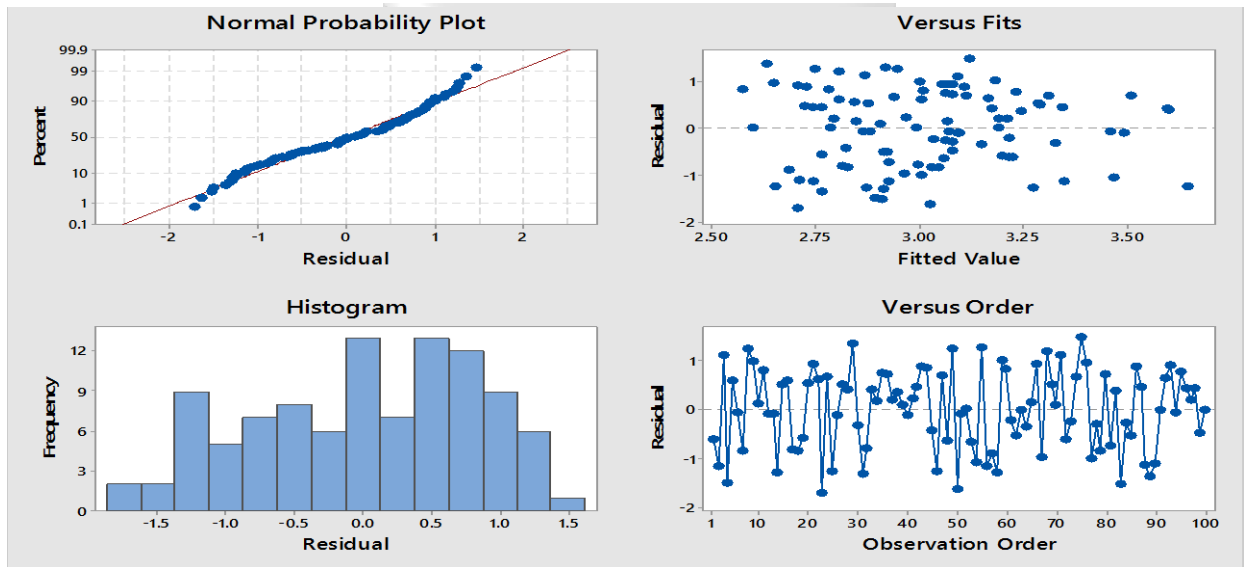 Normal Probability Plot
Percent
99.9
99
90
50
10
1
0.1
-2 -1 0 1 2
Residual
Versus Fits
Residual
1
0
-1
-2
2.50 2.75 3.00 3.25 3.50
Fitted Value
Histogram
Frequency
12
9
6
3
0
-1.5 -1.0 -0.5 0.0 0.5 1.0 1.5
Residual
Versus Order
Residual
1
0
-1
-2
1 10 20 30 40 50 60 70 80 90 100
Observation Order